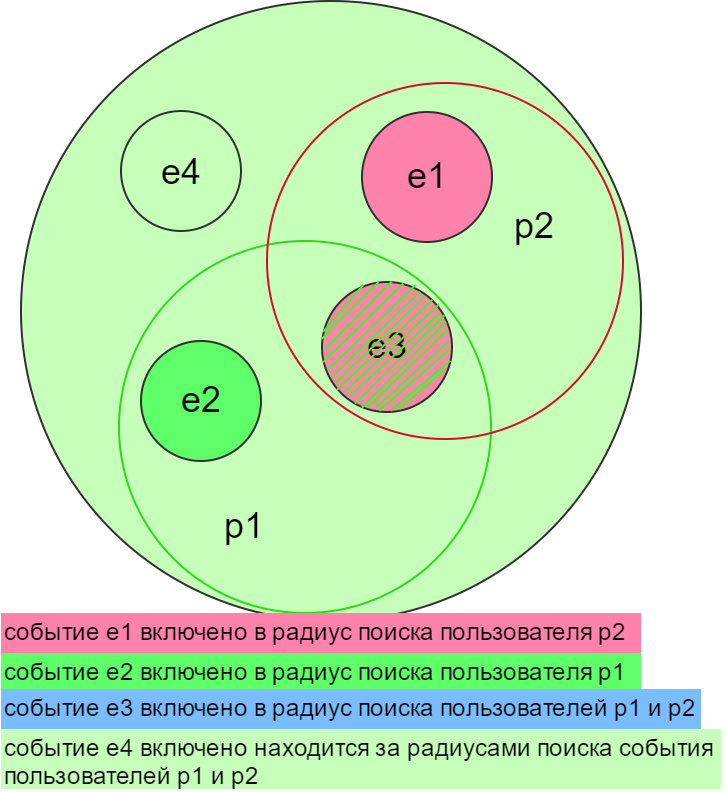 e4
e1
p2
e3
e2
p1
событие e1 включено в радиус поиска пользователя p2
событие e2 включено в радиус поиска пользователя p1
событие e3 включено в радиус поиска пользователей p1 и p2
событие e4 включено находится за радиусами поиска события
пользователей p1 и p2